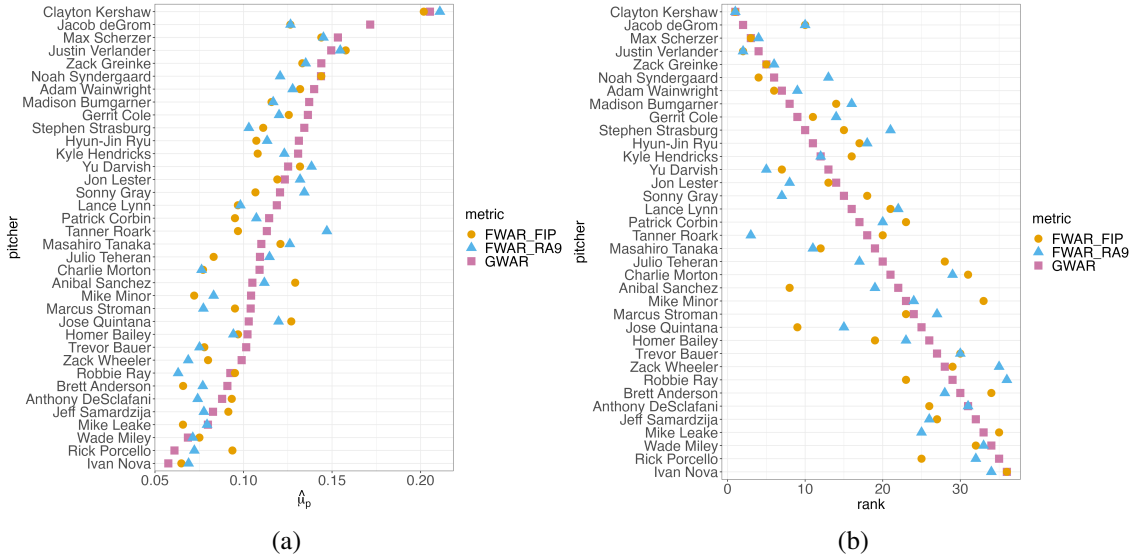 Clayton Kershaw
Jacob deGrom
Max Scherzer
Justin Verlander
Zack Greinke
Noah Syndergaard
Adam Wainwright
Madison Bumgarner
Gerrit Cole
Stephen Strasburg
Hyun-Jin Ryu
Kyle Hendricks
Yu Darvish
Jon Lester
Sonny Gray
Lance Lynn
Patrick Corbin
Tanner Roark
Masahiro Tanaka
Julio Teheran
Charlie Morton
Anibal Sanchez
Mike Minor
Marcus Stroman
Jose Quintana
Homer Bailey
Trevor Bauer
Zack Wheeler
Robbie Ray
Brett Anderson
Anthony DeSclafani
Jeff Samardzija
Mike Leake
Wade Miley
Rick Porcello
Ivan Nova
pitcher
0.05 0.10 0.15 0.20
μ̂p
metric
FWAR_FIP
FWAR_RA9
GWAR
(a)
Clayton Kershaw
Jacob deGrom
Max Scherzer
Justin Verlander
Zack Greinke
Noah Syndergaard
Adam Wainwright
Madison Bumgarner
Gerrit Cole
Stephen Strasburg
Hyun-Jin Ryu
Kyle Hendricks
Yu Darvish
Jon Lester
Sonny Gray
Lance Lynn
Patrick Corbin
Tanner Roark
Masahiro Tanaka
Julio Teheran
Charlie Morton
Anibal Sanchez
Mike Minor
Marcus Stroman
Jose Quintana
Homer Bailey
Trevor Bauer
Zack Wheeler
Robbie Ray
Brett Anderson
Anthony DeSclafani
Jeff Samardzija
Mike Leake
Wade Miley
Rick Porcello
Ivan Nova
pitcher
0 10 20 30
rank
metric
FWAR_FIP
FWAR_RA9
GWAR
(b)